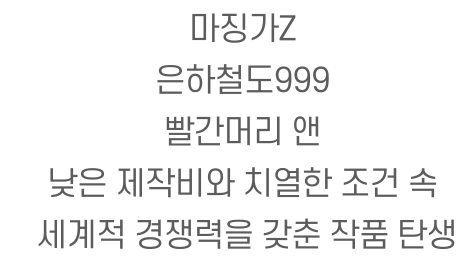 마징가Z
은하철도999
빨간머리 앤
낮은 제작비와 치열한 조건 속
세계적 경쟁력을 갖춘 작품 탄생